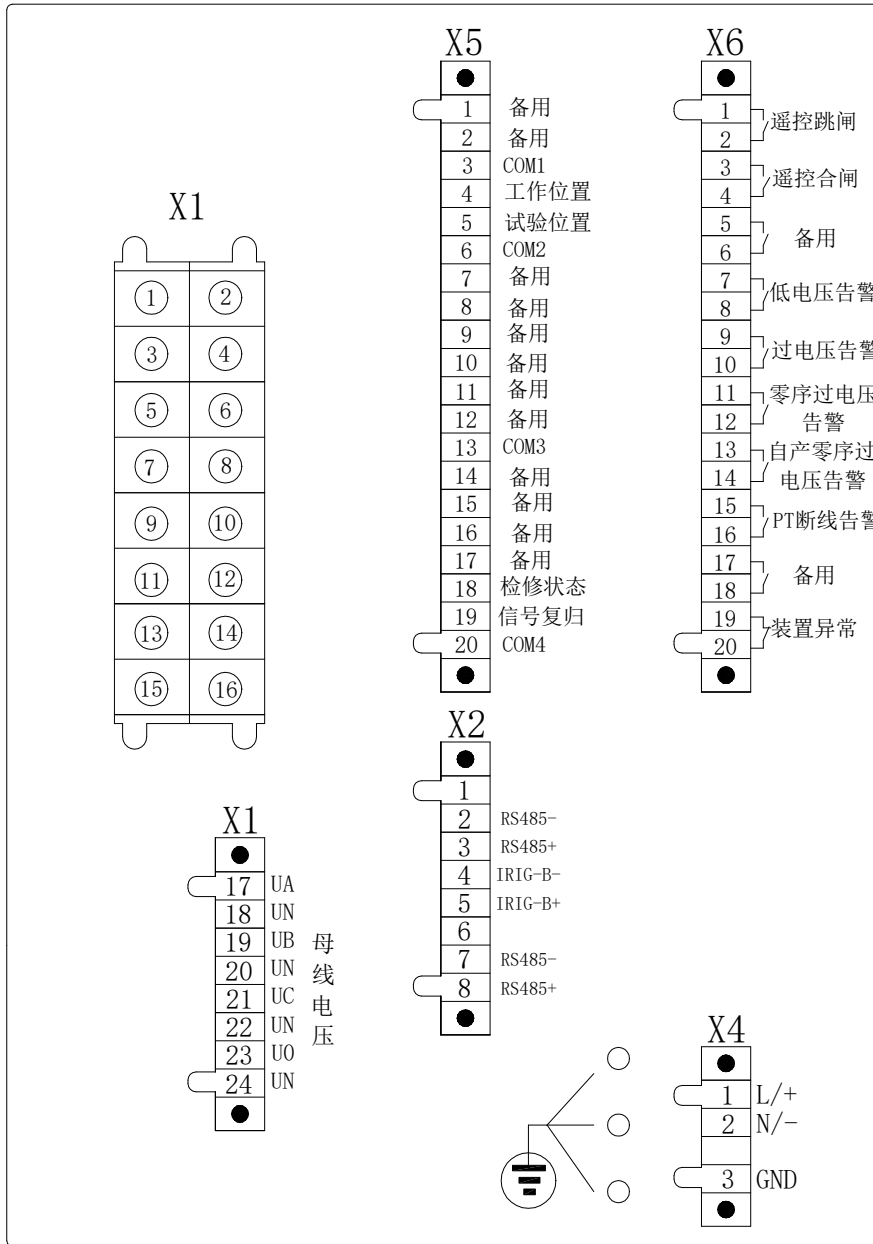 X1
① ②
③ ④
⑤ ⑥
⑦ ⑧
⑨ ⑩
⑪ ⑫
⑬ ⑭
⑮ ⑯
X1
17 UA
18 UN
19 UB
20 UN
21 UC
22 UN
23 U0
24 UN
母
线
电
压
X5
1 备用
2 备用
3 COM1
4 工作位置
5 试验位置
6 COM2
7 备用
8 备用
9 备用
10 备用
11 备用
12 备用
13 COM3
14 备用
15 备用
16 备用
17 备用
18 检修状态
19 信号复归
20 COM4
X2
1
2 RS485-
3 RS485+
4 IRIG-B-
5 IRIG-B+
6
7 RS485-
8 RS485+
X6
1
遥控跳闸
2
3
遥控合闸
4
5
备用
6
7
低电压告警
8
9
过电压告警
10
11 零序过电压
12 告警
13 自产零序过
14 电压告警
15
PT断线告警
16
17
备用
18
19
装置异常
20
X4
1 L/+
2 N/-
3 GND